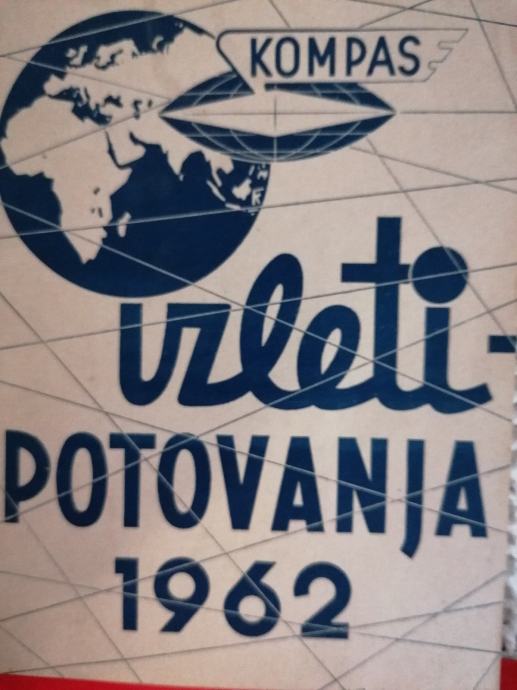 KOMPAS
izleti-
POTOVANJA
1962